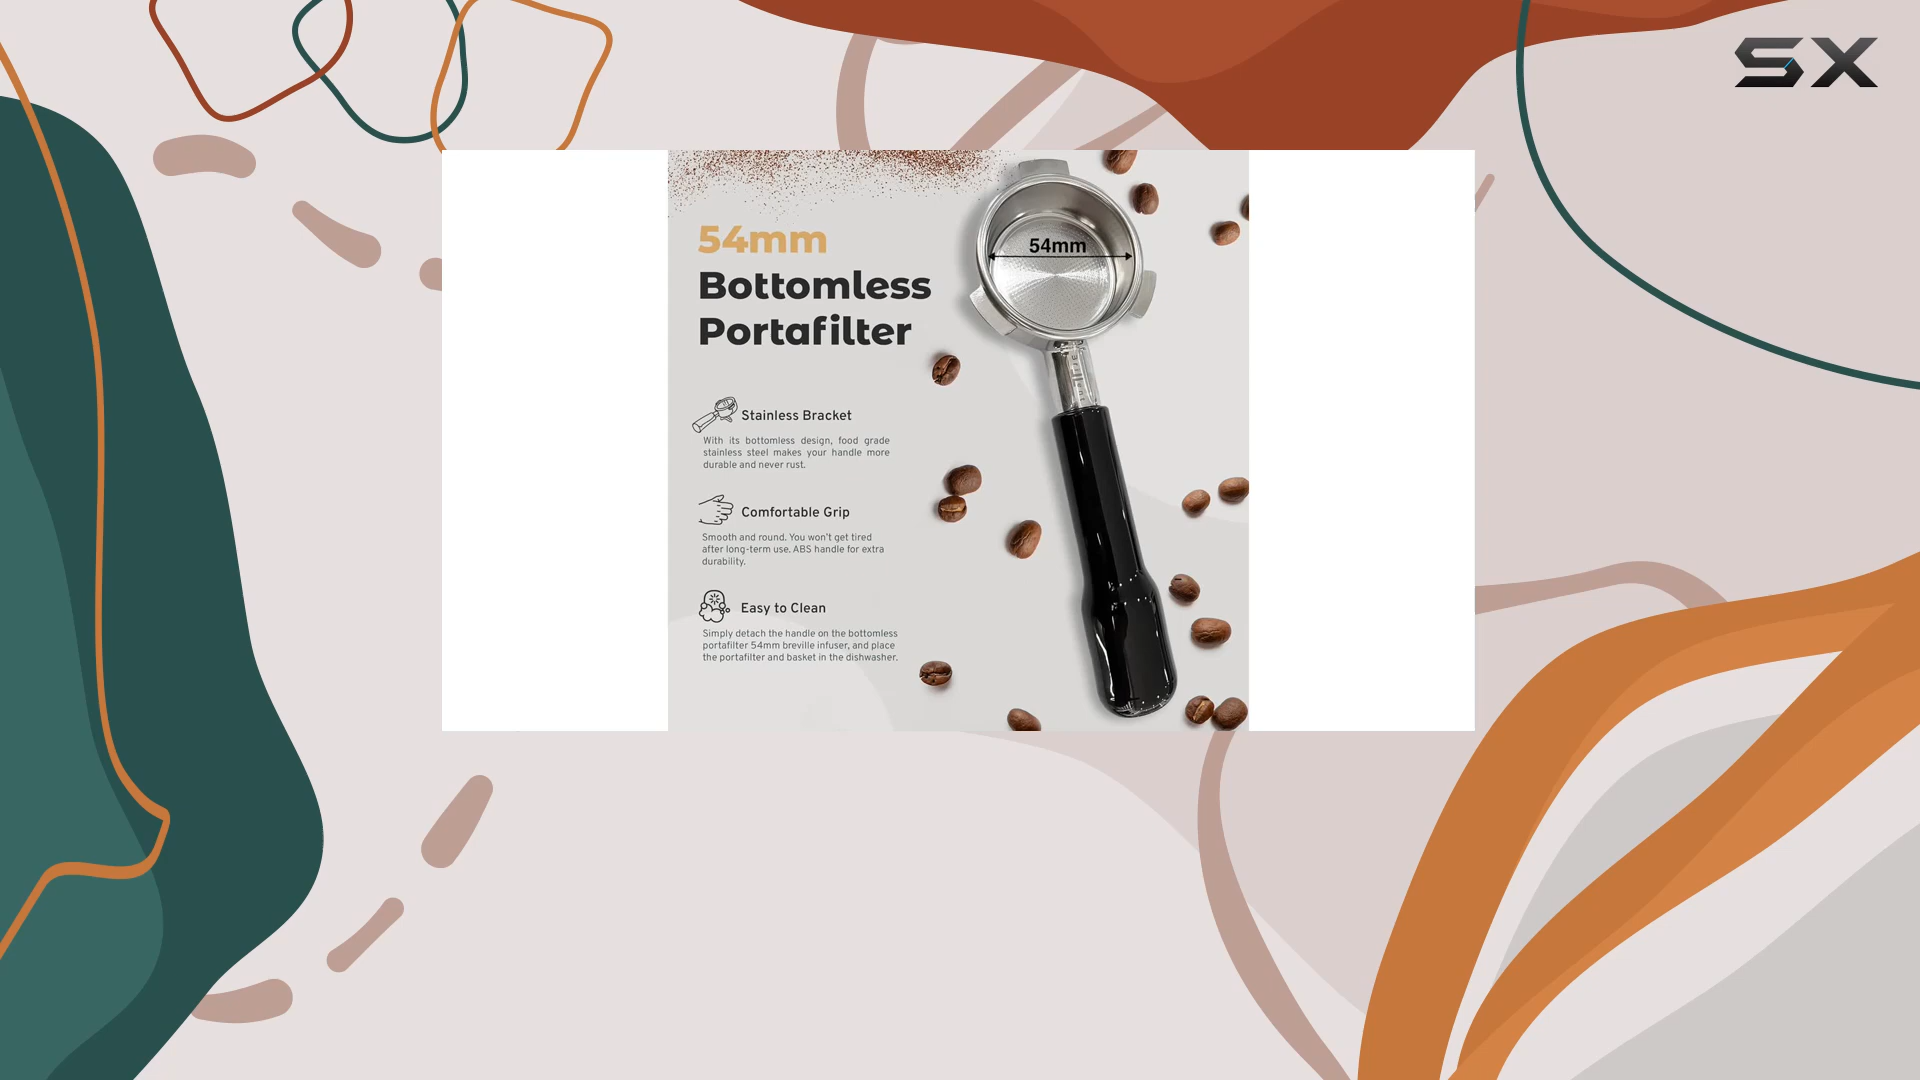 SX
54mm
Bottomless
Portafilter
54mm
Stainless Bracket
With its bottomless design, food grade
stainless steel makes your handle more
durable and never rust.
Comfortable Grip
Smooth and round. You won't get tired
after long-term use. ABS handle for extra
durability.
Easy to Clean
Simply detach the handle on the bottomless
portafilter 54mm breville infuser, and place
the portafilter and basket in the dishwasher.